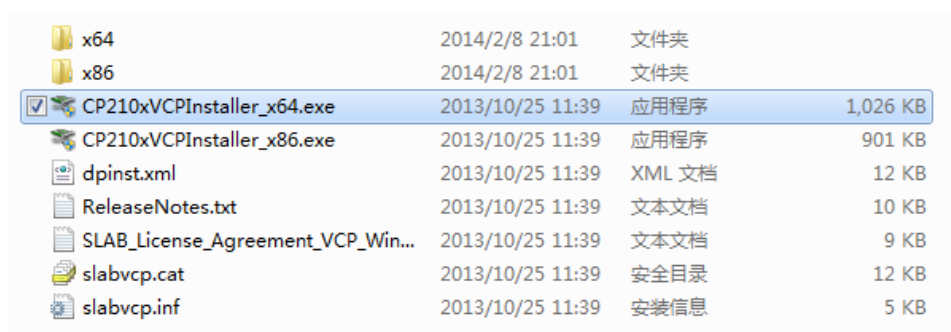 x64 2014/2/8 21:01 文件夹
x86 2014/2/8 21:01 文件夹
CP210xVCPInstaller_x64.exe 2013/10/25 11:39 应用程序 1,026 KB
CP210xVCPInstaller_x86.exe 2013/10/25 11:39 应用程序 901 KB
dpinst.xml 2013/10/25 11:39 XML 文档 12 KB
ReleaseNotes.txt 2013/10/25 11:39 文本文档 10 KB
SLAB_License_Agreement_VCP_Win... 2013/10/25 11:39 文本文档 9 KB
slabvcp.cat 2013/10/25 11:39 安全目录 12 KB
slabvcp.inf 2013/10/25 11:39 安装信息 5 KB